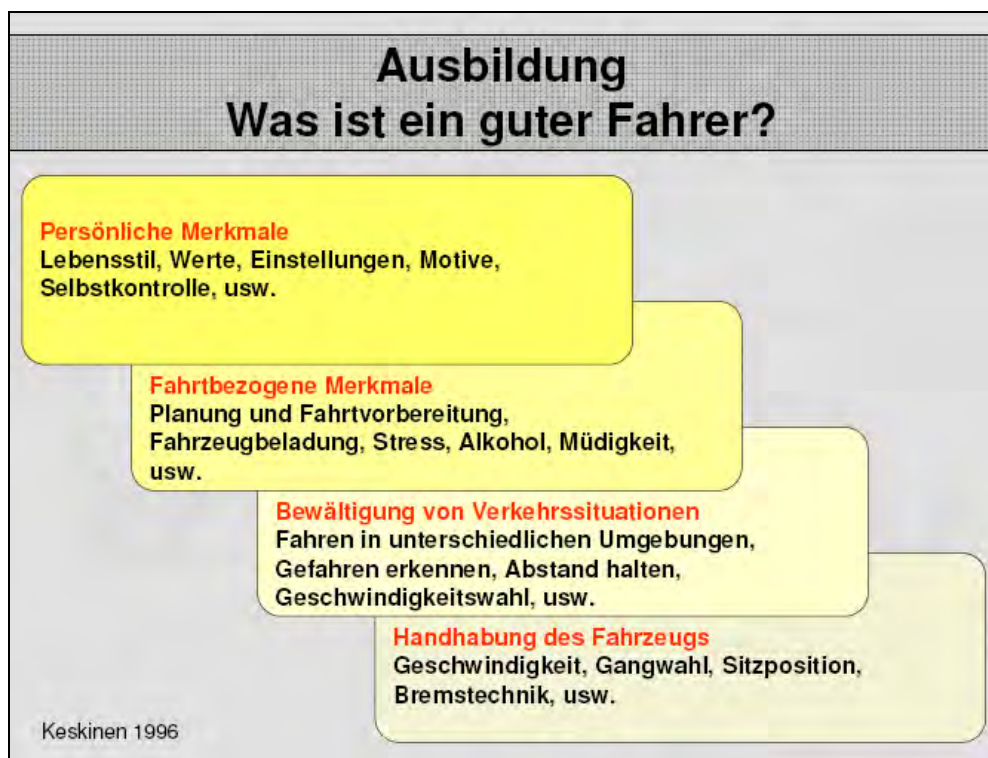 Ausbildung
Was ist ein guter Fahrer?
Persönliche Merkmale
Lebensstil, Werte, Einstellungen, Motive,
Selbstkontrolle, usw.
Fahrtbezogene Merkmale
Planung und Fahrtvorbereitung,
Fahrzeugbeladung, Stress, Alkohol, Müdigkeit,
usw.
Bewältigung von Verkehrssituationen
Fahren in unterschiedlichen Umgebungen,
Gefahren erkennen, Abstand halten,
Geschwindigkeitswahl, usw.
Handhabung des Fahrzeugs
Geschwindigkeit, Gangwahl, Sitzposition,
Bremstechnik, usw.
Keskinen 1996